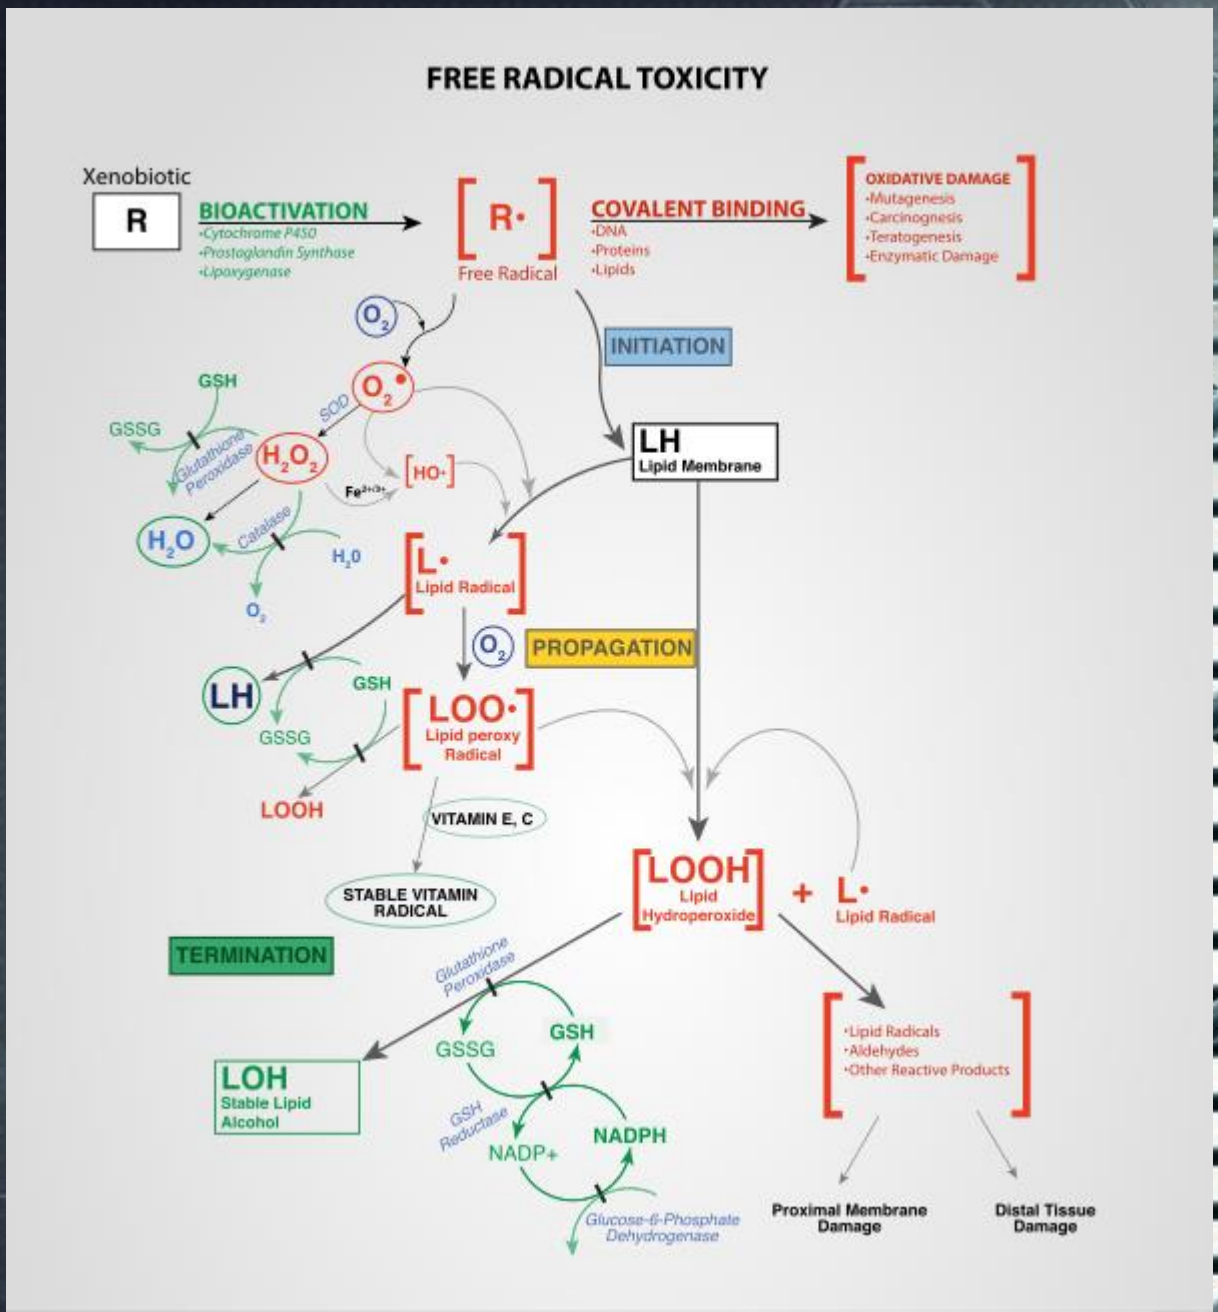 FREE RADICAL TOXICITY
Xenobiotic
R
BIOACTIVATION
•Cytochrome P450
•Prostaglandin Synthase
•Lipoxygenase
R•
Free Radical
COVALENT BINDING
•DNA
•Proteins
•Lipids
OXIDATIVE DAMAGE
•Mutagenesis
•Carcinognesis
•Teratogenesis
•Enzymatic Damage
O₂
INITIATION
O₂•
SOD
GSH
GSSG
Glutathione
Peroxidase
H₂O₂
[HO•]
Fe²⁺/³⁺
LH
Lipid Membrane
H₂O
Catalase
H₂0
O₂
L•
Lipid Radical
O₂
PROPAGATION
LH
GSH
GSSG
LOO•
Lipid peroxy
Radical
LOOH
VITAMIN E, C
STABLE VITAMIN
RADICAL
LOOH
Lipid
Hydroperoxide
+
L•
Lipid Radical
TERMINATION
Glutathione
Peroxidase
GSSG
GSH
LOH
Stable Lipid
Alcohol
GSH
Reductase
NADP+
NADPH
Glucose-6-Phosphate
Dehydrogenase
•Lipid Radicals
•Aldehydes
•Other Reactive Products
Proximal Membrane
Damage
Distal Tissue
Damage